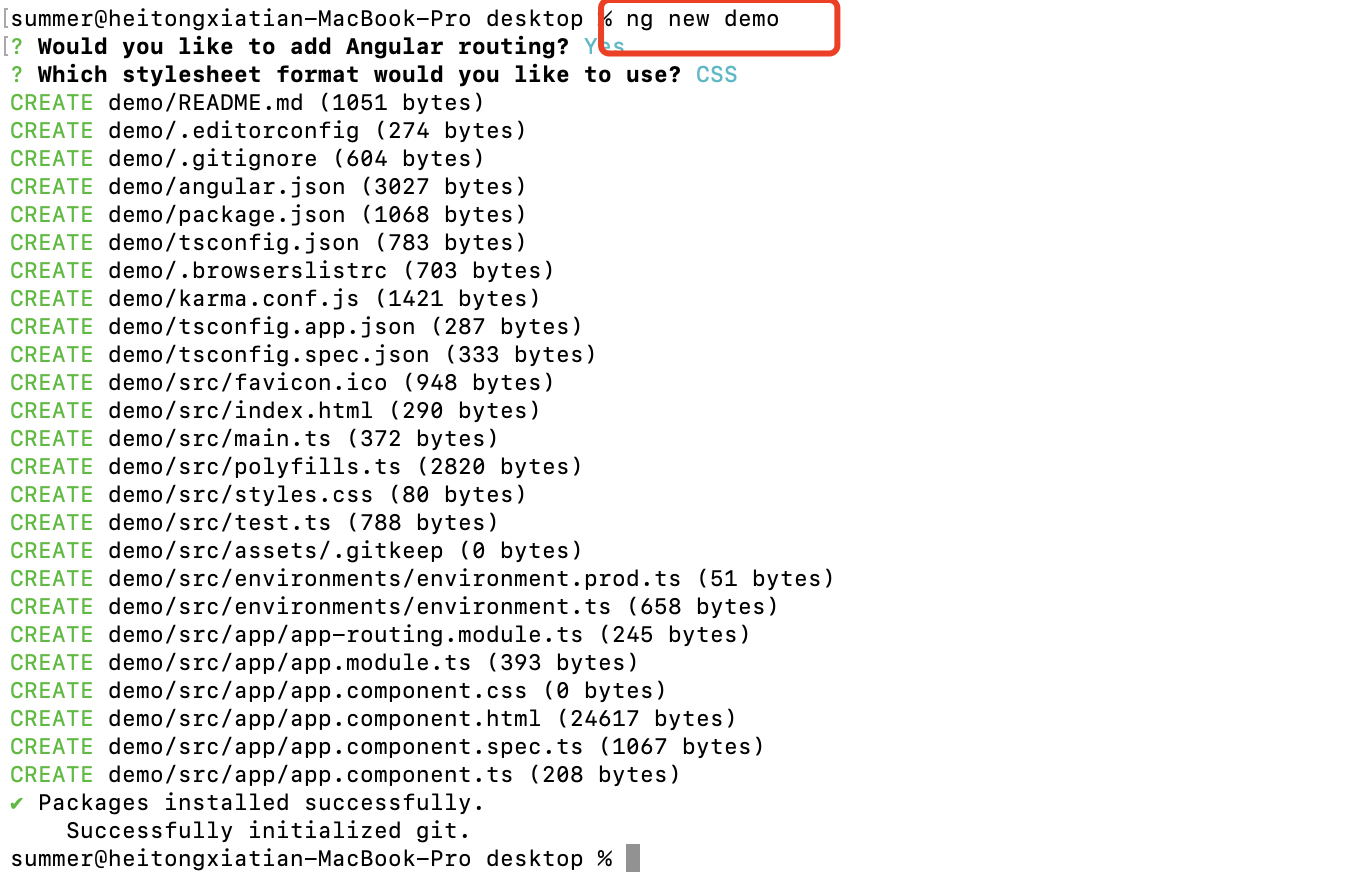 [summer@heitongxiatian-MacBook-Pro desktop % ng new demo
[? Would you like to add Angular routing? Yes
? Which stylesheet format would you like to use? CSS
CREATE demo/README.md (1051 bytes)
CREATE demo/.editorconfig (274 bytes)
CREATE demo/.gitignore (604 bytes)
CREATE demo/angular.json (3027 bytes)
CREATE demo/package.json (1068 bytes)
CREATE demo/tsconfig.json (783 bytes)
CREATE demo/.browserslistrc (703 bytes)
CREATE demo/karma.conf.js (1421 bytes)
CREATE demo/tsconfig.app.json (287 bytes)
CREATE demo/tsconfig.spec.json (333 bytes)
CREATE demo/src/favicon.ico (948 bytes)
CREATE demo/src/index.html (290 bytes)
CREATE demo/src/main.ts (372 bytes)
CREATE demo/src/polyfills.ts (2820 bytes)
CREATE demo/src/styles.css (80 bytes)
CREATE demo/src/test.ts (788 bytes)
CREATE demo/src/assets/.gitkeep (0 bytes)
CREATE demo/src/environments/environment.prod.ts (51 bytes)
CREATE demo/src/environments/environment.ts (658 bytes)
CREATE demo/src/app/app-routing.module.ts (245 bytes)
CREATE demo/src/app/app.module.ts (393 bytes)
CREATE demo/src/app/app.component.css (0 bytes)
CREATE demo/src/app/app.component.html (24617 bytes)
CREATE demo/src/app/app.component.spec.ts (1067 bytes)
CREATE demo/src/app/app.component.ts (208 bytes)
✔ Packages installed successfully.
Successfully initialized git.
summer@heitongxiatian-MacBook-Pro desktop %